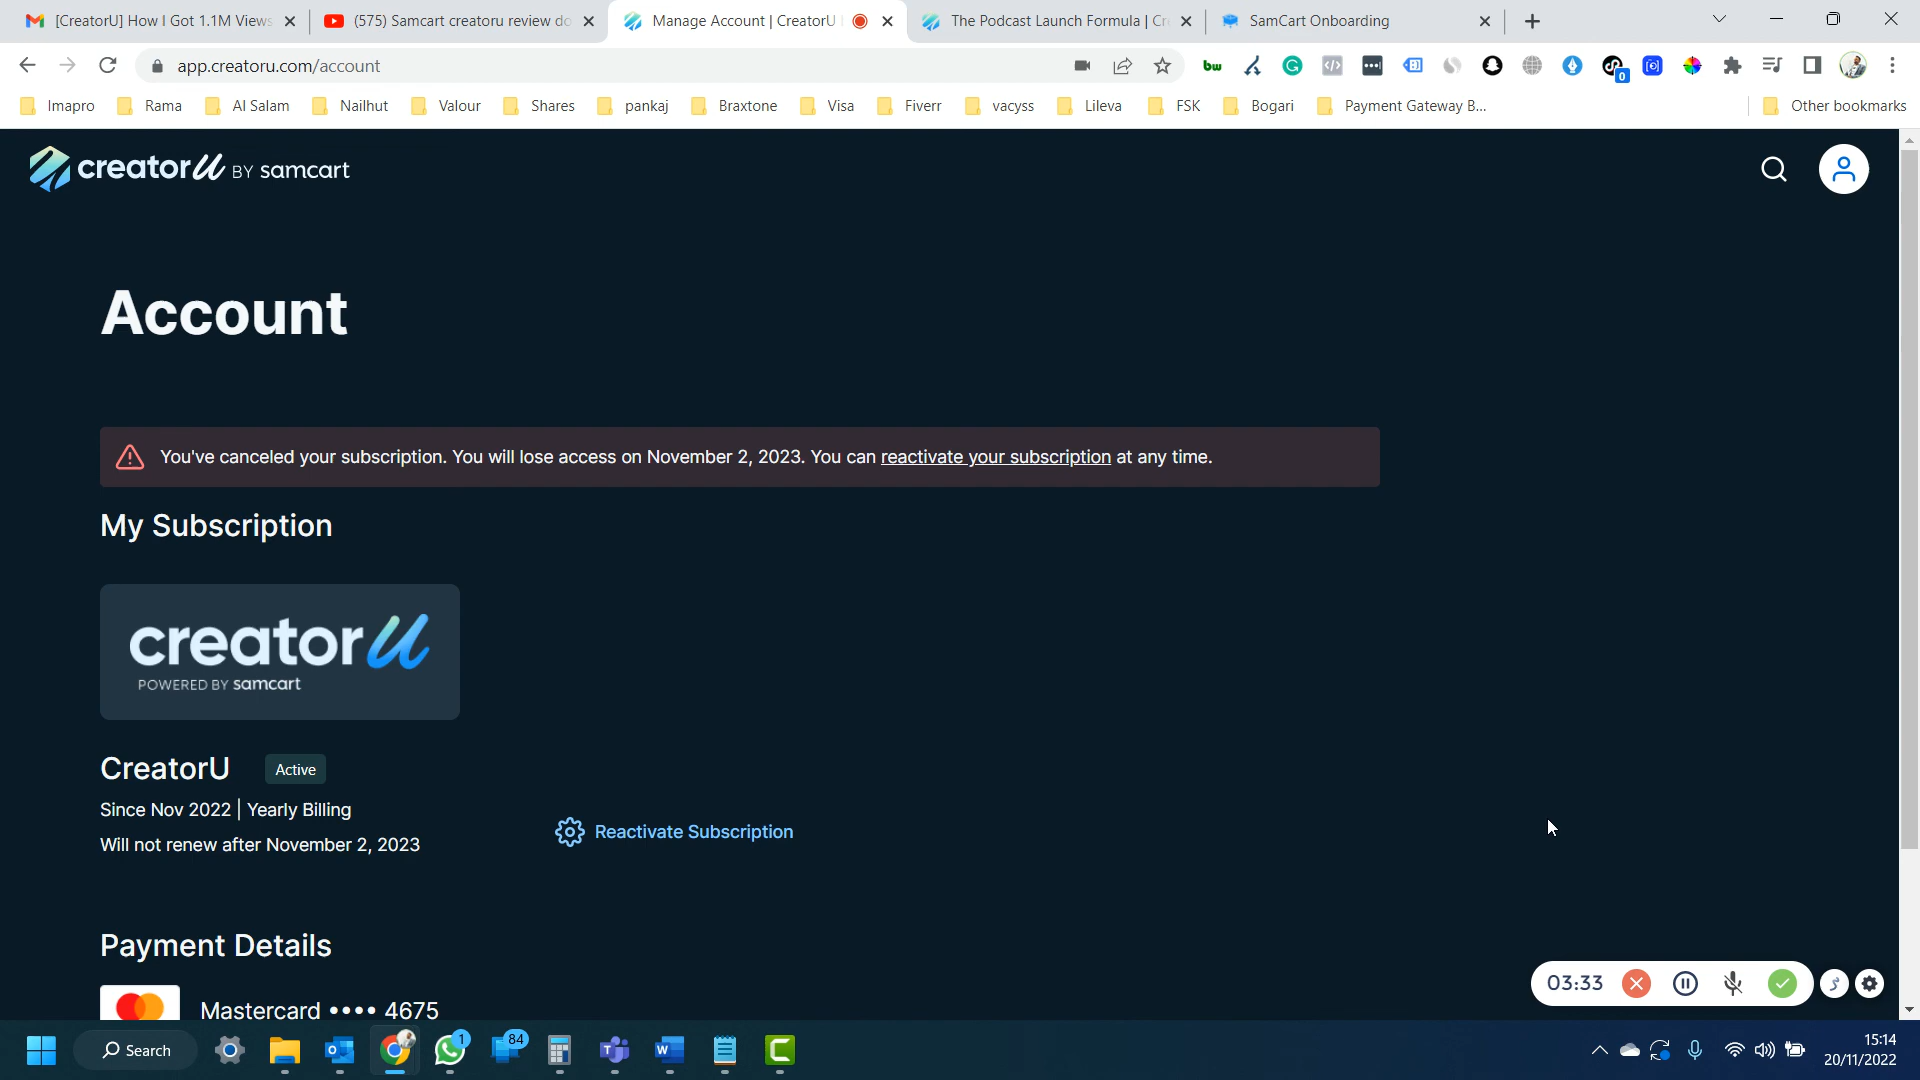 [CreatorU] How I Got 1.1M Views
(575) Samcart creatoru review do
Manage Account | CreatorU
The Podcast Launch Formula | Cr
SamCart Onboarding
app.creatoru.com/account
bw
0
Imapro
Rama
Al Salam
Nailhut
Valour
Shares
pankaj
Braxtone
Visa
Fiverr
vacyss
Lileva
FSK
Bogari
Payment Gateway B...
Other bookmarks
creatorU BY samcart
Account
You've canceled your subscription. You will lose access on November 2, 2023. You can reactivate your subscription at any time.
My Subscription
creatorU
POWERED BY samcart
CreatorU Active
Since Nov 2022 | Yearly Billing
Will not renew after November 2, 2023
Reactivate Subscription
Payment Details
Mastercard •••• 4675
03:33
Search
1
84
15:14
20/11/2022